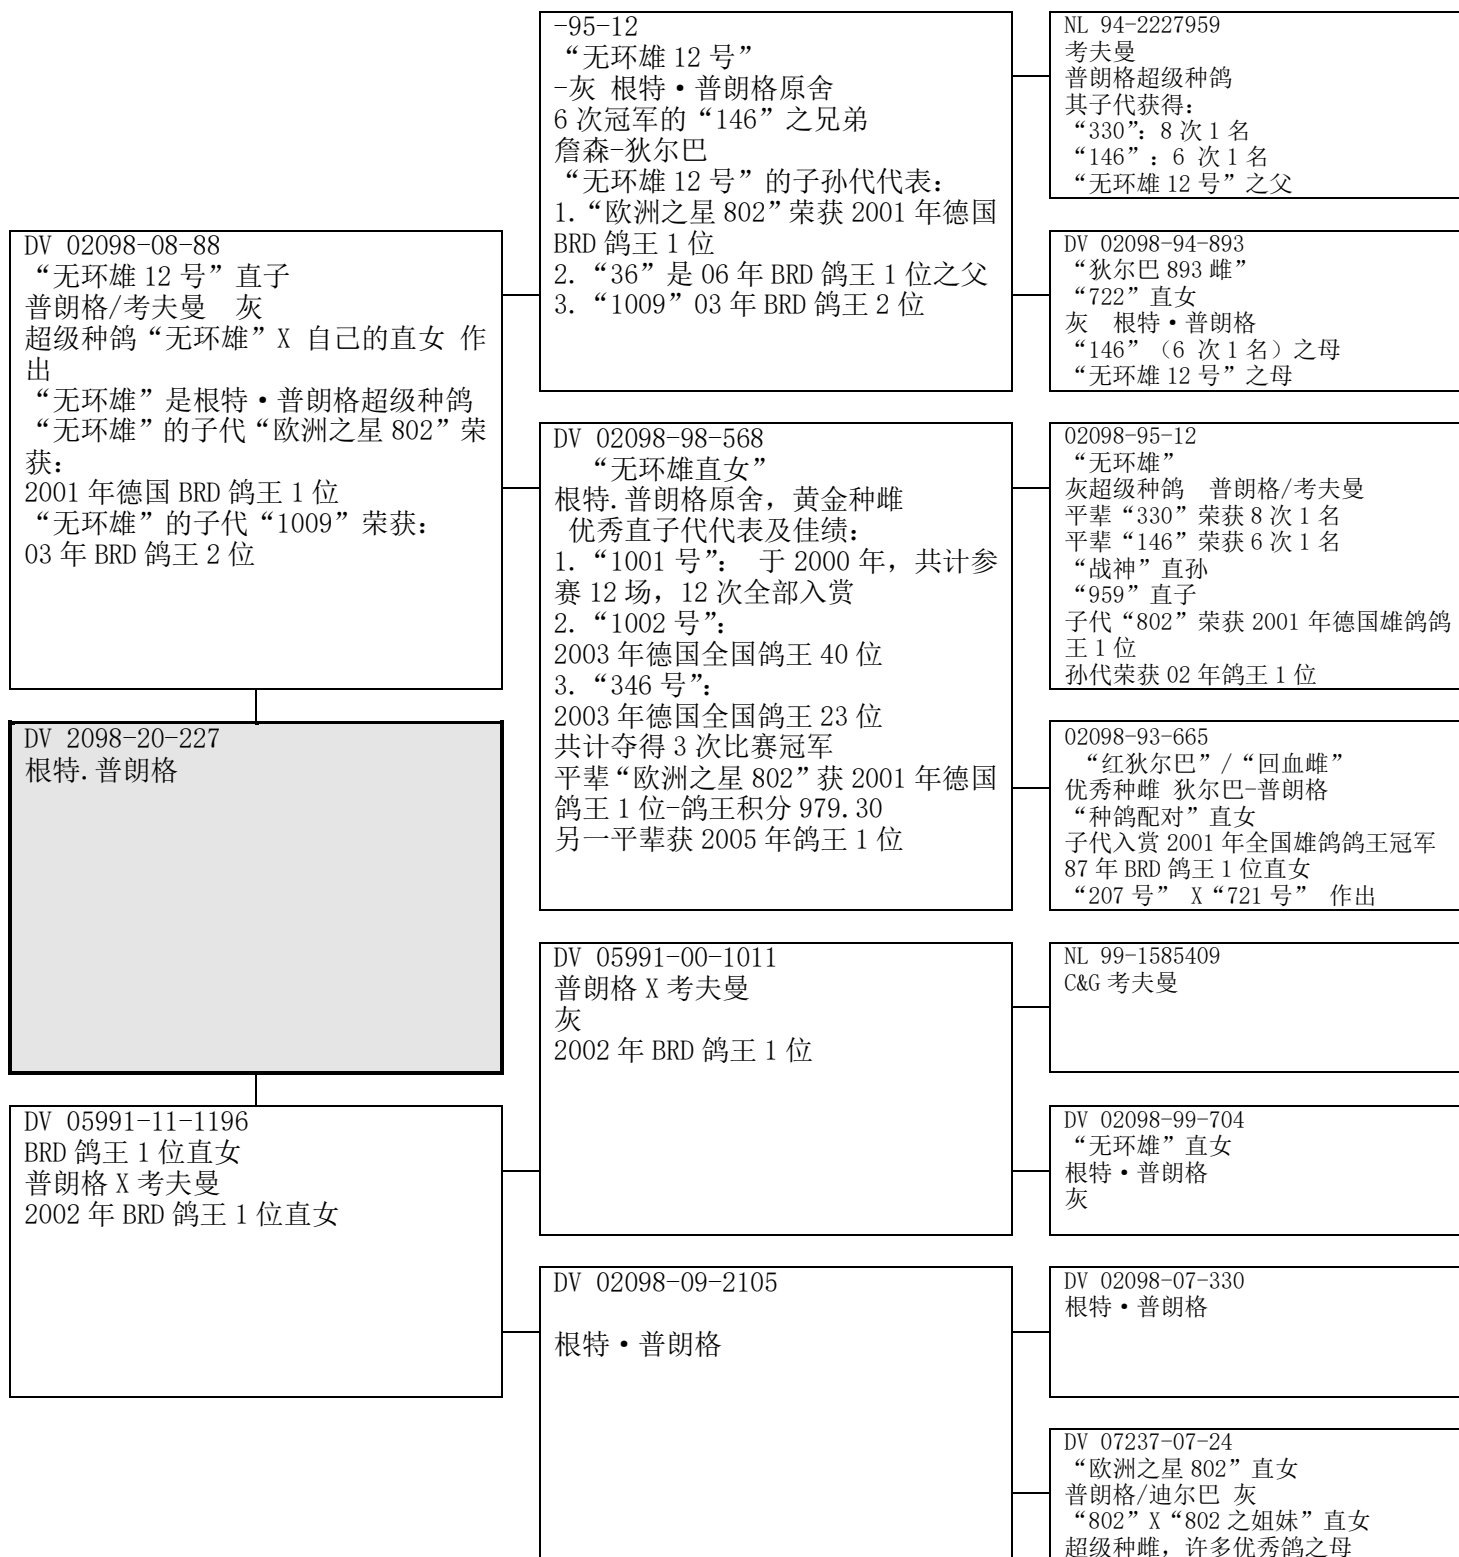 DV 02098-08-88
“无环雄 12 号”直子
普朗格/考夫曼 灰
超级种鸽“无环雄”X 自己的直女 作
出
“无环雄”是根特·普朗格超级种鸽
“无环雄”的子代“欧洲之星 802”荣
获：
2001 年德国 BRD 鸽王 1 位
“无环雄”的子代“1009”荣获：
03 年 BRD 鸽王 2 位
DV 2098-20-227
根特.普朗格
DV 05991-11-1196
BRD 鸽王 1 位直女
普朗格 X 考夫曼
2002 年 BRD 鸽王 1 位直女
-95-12
“无环雄 12 号”
-灰 根特·普朗格原舍
6 次冠军的“146”之兄弟
詹森-狄尔巴
“无环雄 12 号”的子孙代代表：
1.“欧洲之星 802”荣获 2001 年德国
BRD 鸽王 1 位
2.“36”是 06 年 BRD 鸽王 1 位之父
3.“1009”03 年 BRD 鸽王 2 位
DV 02098-98-568
“无环雄直女”
根特.普朗格原舍，黄金种雌
优秀直子代代表及佳绩：
1.“1001 号”： 于 2000 年，共计参
赛 12 场，12 次全部入赏
2.“1002 号”：
2003 年德国全国鸽王 40 位
3.“346 号”：
2003 年德国全国鸽王 23 位
共计夺得 3 次比赛冠军
平辈“欧洲之星 802”获 2001 年德国
鸽王 1 位-鸽王积分 979.30
另一平辈获 2005 年鸽王 1 位
DV 05991-00-1011
普朗格 X 考夫曼
灰
2002 年 BRD 鸽王 1 位
DV 02098-09-2105
根特·普朗格
NL 94-2227959
考夫曼
普朗格超级种鸽
其子代获得：
“330”：8 次 1 名
“146”：6 次 1 名
“无环雄 12 号”之父
DV 02098-94-893
“狄尔巴 893 雌”
“722”直女
灰 根特·普朗格
“146”（6 次 1 名）之母
“无环雄 12 号”之母
02098-95-12
“无环雄”
灰超级种鸽 普朗格/考夫曼
平辈“330”荣获 8 次 1 名
平辈“146”荣获 6 次 1 名
“战神”直孙
“959”直子
子代“802”荣获 2001 年德国雄鸽鸽
王 1 位
孙代荣获 02 年鸽王 1 位
02098-93-665
“红狄尔巴”/“回血雌”
优秀种雌 狄尔巴-普朗格
“种鸽配对”直女
子代入赏 2001 年全国雄鸽鸽王冠军
87 年 BRD 鸽王 1 位直女
“207 号” X“721 号” 作出
NL 99-1585409
C&G 考夫曼
DV 02098-99-704
“无环雄”直女
根特·普朗格
灰
DV 02098-07-330
根特·普朗格
DV 07237-07-24
“欧洲之星 802”直女
普朗格/迪尔巴 灰
“802”X“802 之姐妹”直女
超级种雌，许多优秀鸽之母